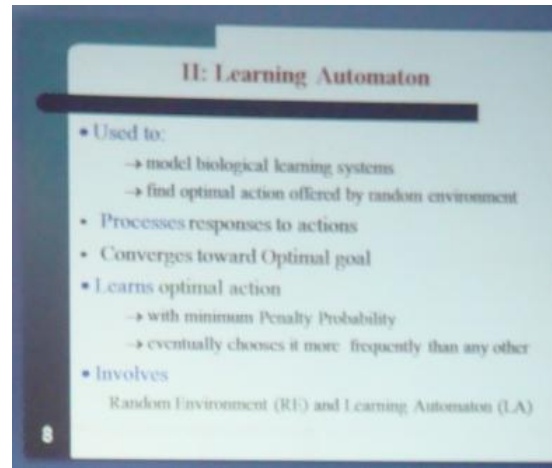 II: Learning Automaton
• Used to:
→ model biological learning systems
→ find optimal action offered by random environment
• Processes responses to actions
• Converges toward Optimal goal
• Learns optimal action
→ with minimum Penalty Probability
→ eventually chooses it more frequently than any other
• Involves
Random Environment (RE) and Learning Automaton (LA)
8